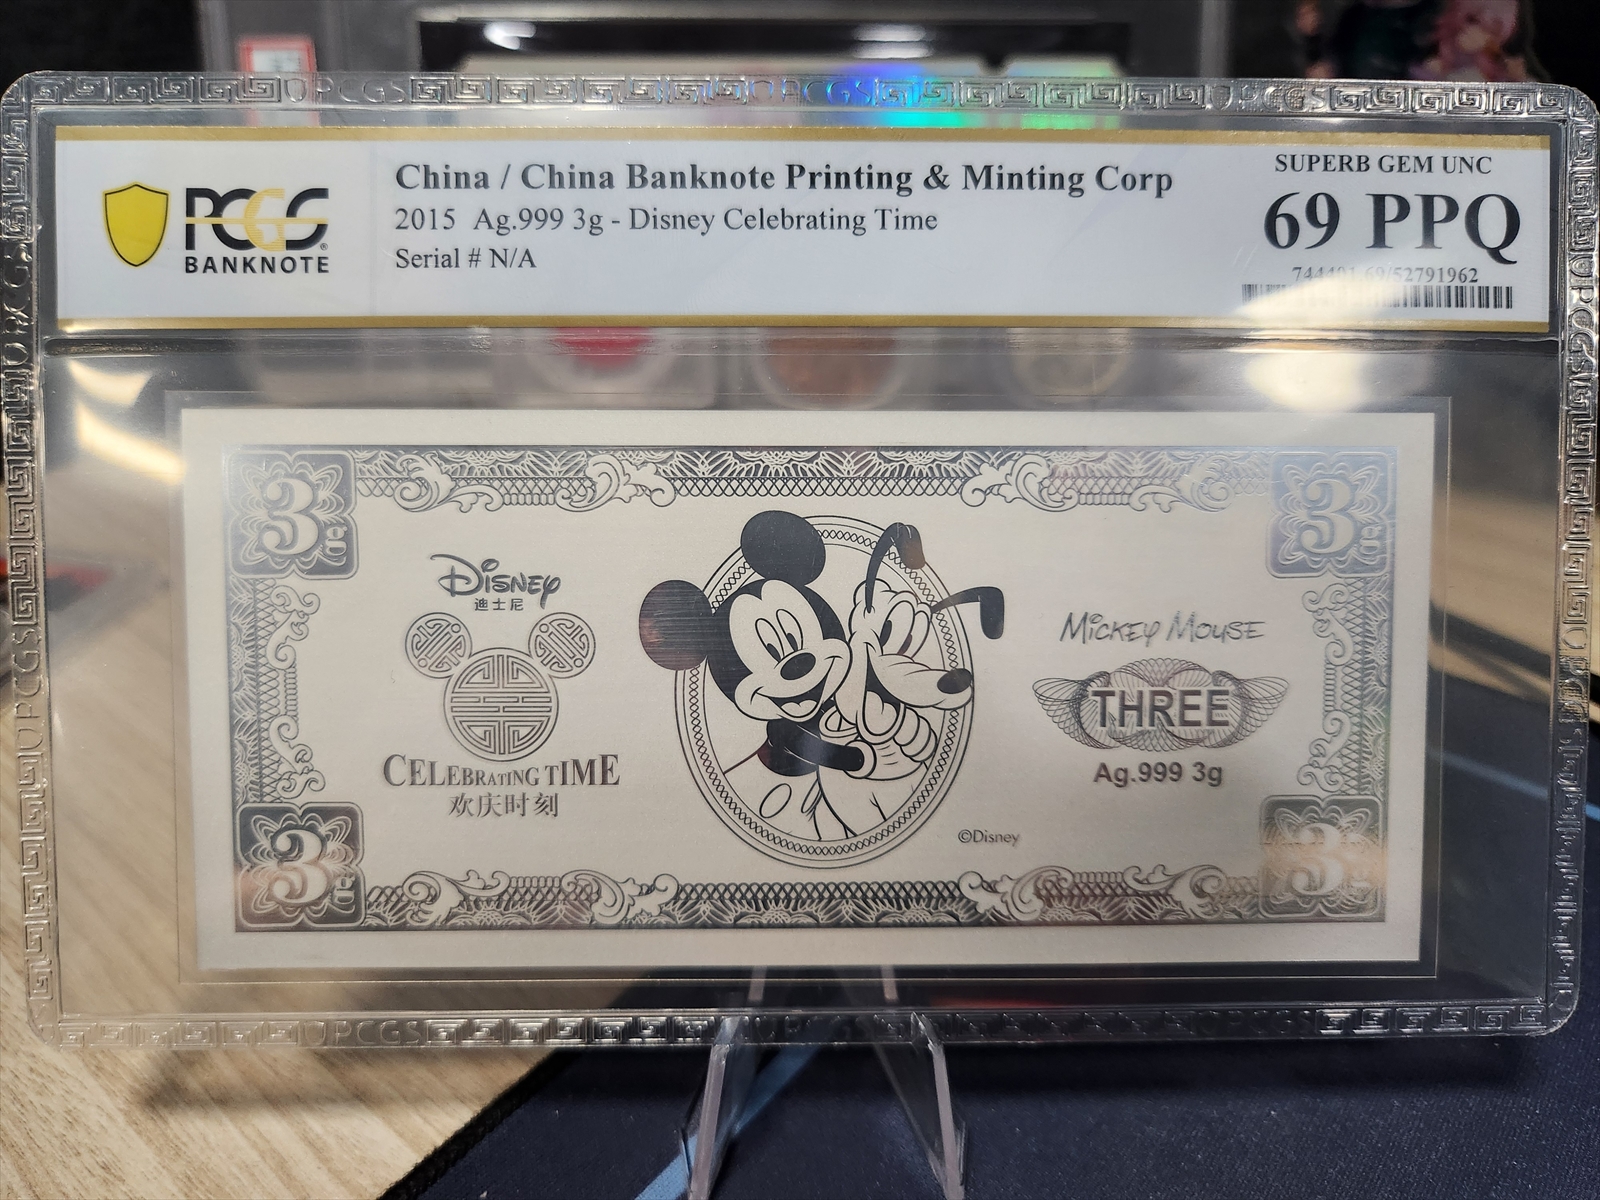 PCGS
BANKNOTE
China / China Banknote Printing & Minting Corp
2015 Ag.999 3g - Disney Celebrating Time
Serial # N/A
SUPERB GEM UNC
69 PPQ
3g
3g
Disney
迪士尼
CELEBRATING TIME
欢庆时刻
Mickey Mouse
THREE
Ag.999 3g
©Disney
3g
3g